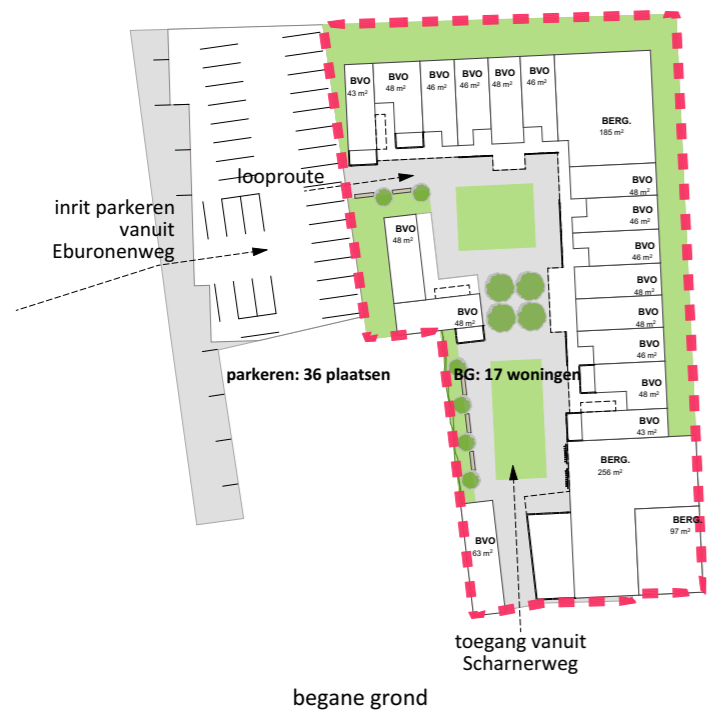 BVO
43 m²
BVO
48 m²
BVO
46 m²
BVO
46 m²
BVO
48 m²
BVO
46 m²
BERG.
185 m²
looproute
inrit parkeren
vanuit
Eburonenweg
BVO
48 m²
BVO
48 m²
BVO
46 m²
BVO
46 m²
BVO
48 m²
BVO
48 m²
BVO
48 m²
BVO
46 m²
parkeren: 36 plaatsen
BG: 17 woningen
BVO
48 m²
BVO
43 m²
BERG.
256 m²
BERG.
97 m²
BVO
63 m²
toegang vanuit
Scharnerweg
begane grond